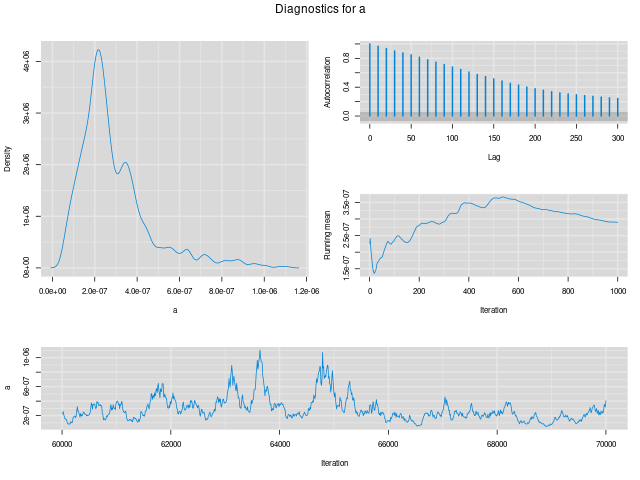 Diagnostics for a
Density
0e+00 1e+06 2e+06 3e+06 4e+06
0.0e+00 2.0e-07 4.0e-07 6.0e-07 8.0e-07 1.0e-06 1.2e-06
a
Autocorrelation
0.0 0.4 0.8
0 50 100 150 200 250 300
Lag
Running mean
1.5e-07 2.5e-07 3.5e-07
0 200 400 600 800 1000
Iteration
a
2e-07 6e-07 1e-06
60000 62000 64000 66000 68000 70000
Iteration